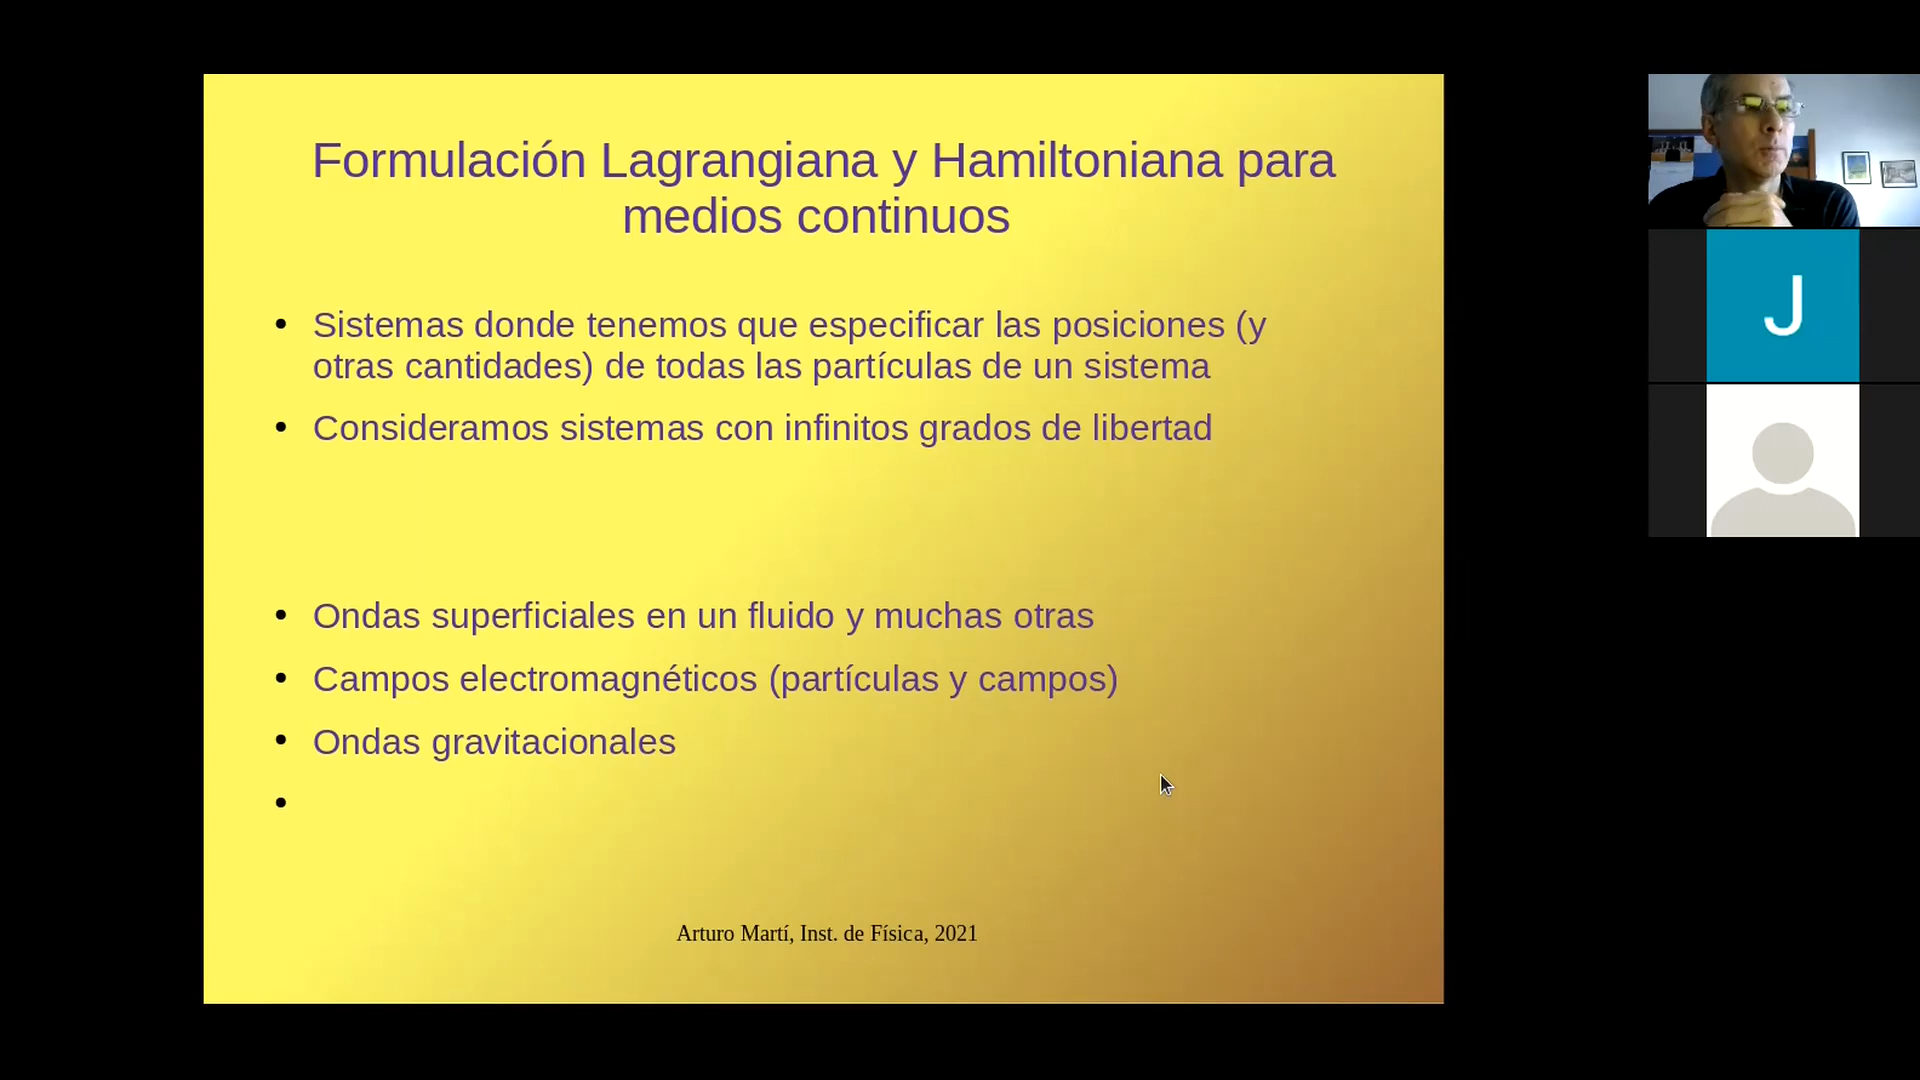 Formulación Lagrangiana y Hamiltoniana para
medios continuos
• Sistemas donde tenemos que especificar las posiciones (y
otras cantidades) de todas las partículas de un sistema
• Consideramos sistemas con infinitos grados de libertad
• Ondas superficiales en un fluido y muchas otras
• Campos electromagnéticos (partículas y campos)
• Ondas gravitacionales
•
Arturo Martí, Inst. de Física, 2021
J